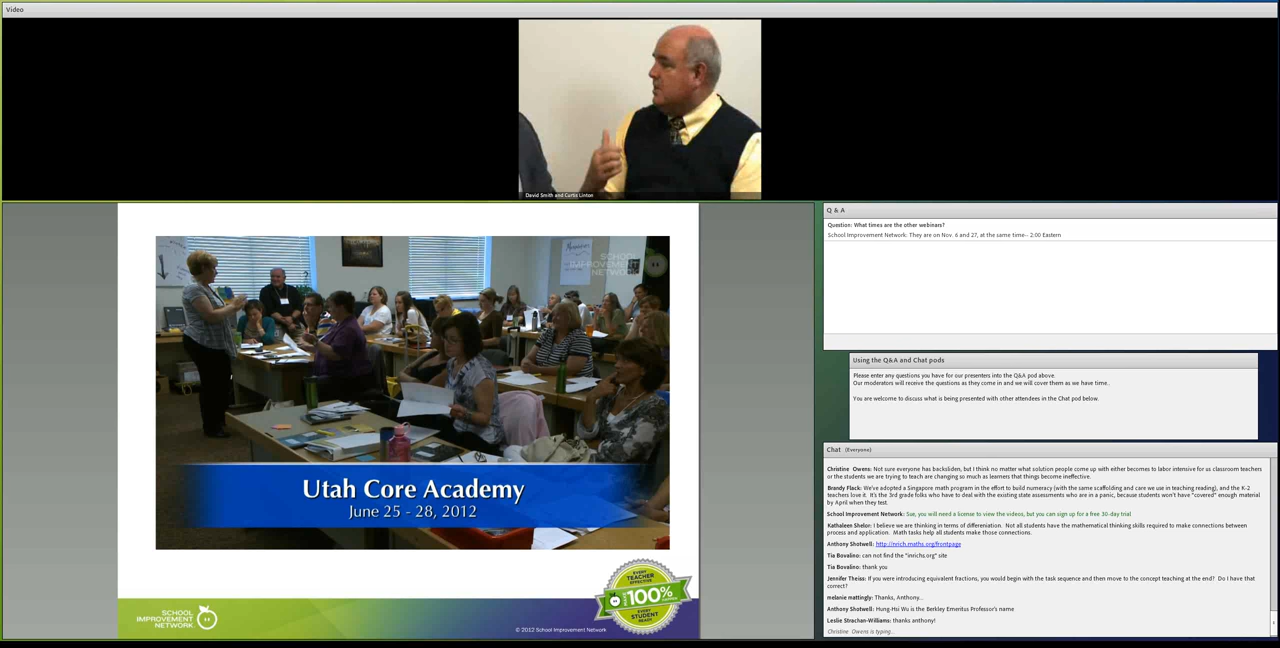 Video
David Smith and Curtis Linton
SCHOOL
IMPROVEMENT
NETWORK
Utah Core Academy
June 25 - 28, 2012
SCHOOL
IMPROVEMENT
NETWORK
EVERY
TEACHER
EFFECTIVE
100%
EVERY
STUDENT
READY
© 2012 School Improvement Network
Q & A
Question: What times are the other webinars?
School Improvement Network: They are on Nov. 6 and 27, at the same time-- 2:00 Eastern
Using the Q&A and Chat pods
Please enter any questions you have for our presenters into the Q&A pod above.
Our moderators will receive the questions as they come in and we will cover them as we have time..
You are welcome to discuss what is being presented with other attendees in the Chat pod below.
Chat (Everyone)
Christine Owens: Not sure everyone has backsliden, but I think no matter what solution people come up with either becomes to labor intensive for us classroom teachers
or the students we are trying to teach are changing so much as learners that things become ineffective.
Brandy Flack: We've adopted a Singapore math program in the effort to build numeracy (with the same scaffolding and care we use in teaching reading), and the K-2
teachers love it. It's the 3rd grade folks who have to deal with the existing state assessments who are in a panic, because students won't have "covered" enough material
by April when they test.
School Improvement Network: Sue, you will need a license to view the videos, but you can sign up for a free 30-day trial
Kathaleen Shelor: I believe we are thinking in terms of differeniation. Not all students have the mathematical thinking skills required to make connections between
process and application. Math tasks help all students make those connections.
Anthony Shotwell: http://nrich.maths.org/frontpage
Tia Bovalino: can not find the "inrichs.org" site
Tia Bovalino: thank you
Jennifer Theiss: If you were introducing equivalent fractions, you would begin with the task sequence and then move to the concept teaching at the end? Do I have that
correct?
melanie mattingly: Thanks, Anthony...
Anthony Shotwell: Hung-Hsi Wu is the Berkley Emeritus Professor's name
Leslie Strachan-Williams: thanks anthony!
Christine Owens is typing...